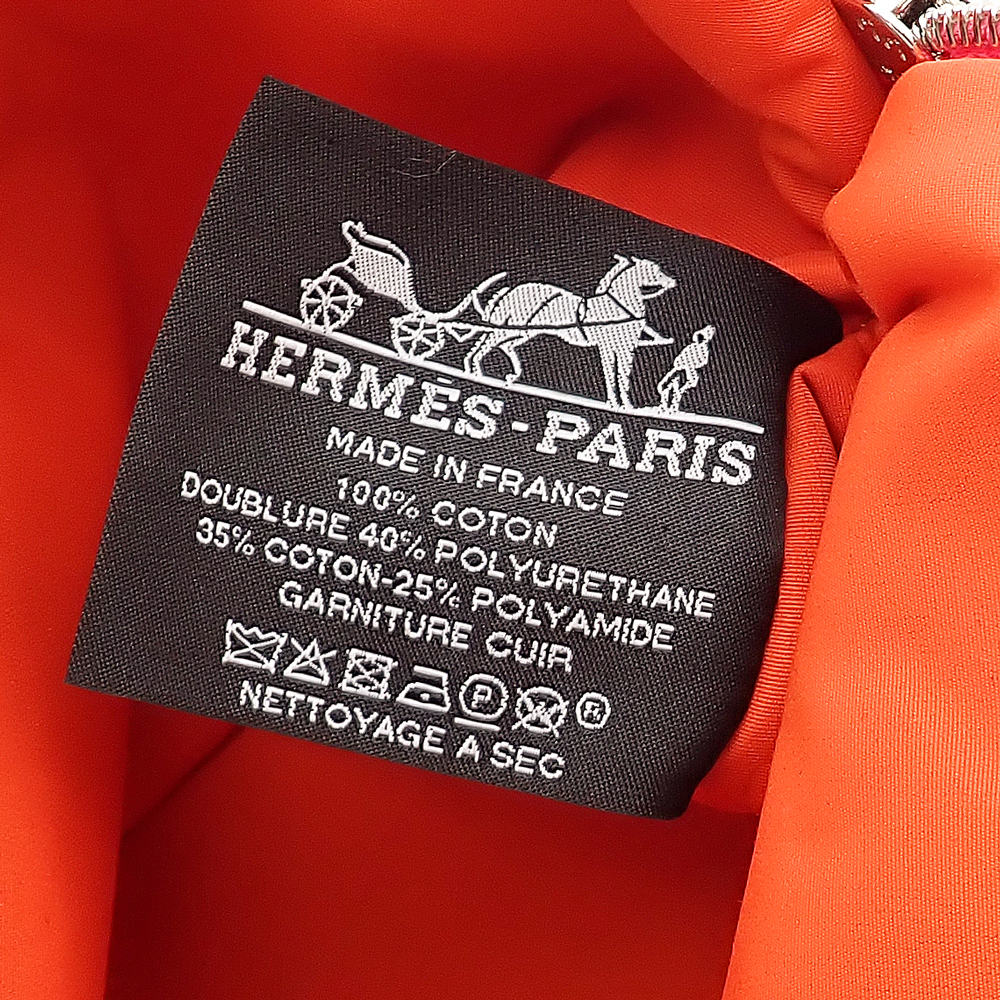 HERMÈS-PARIS
MADE IN FRANCE
100% COTON
DOUBLURE 40% POLYURETHANE
35% COTON-25% POLYAMIDE
GARNITURE CUIR
P W ®
NETTOYAGE A SEC